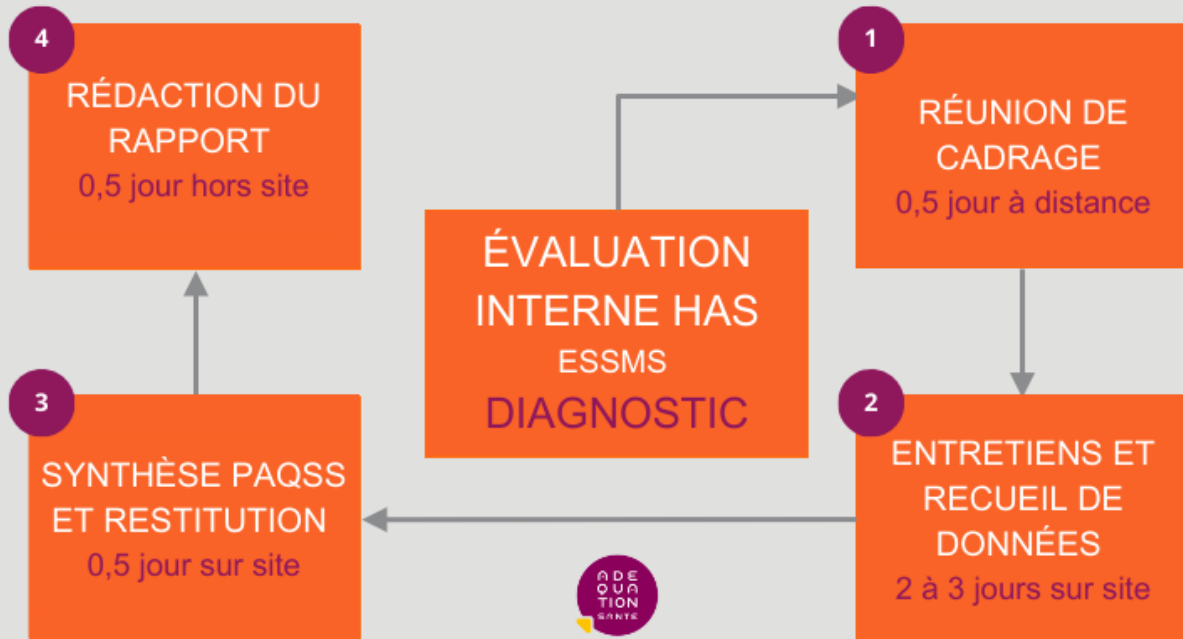 ÉVALUATION
INTERNE HAS
ESSMS
DIAGNOSTIC
1
RÉUNION DE
CADRAGE
0,5 jour à distance
2
ENTRETIENS ET
RECUEIL DE
DONNÉES
2 à 3 jours sur site
3
SYNTHÈSE PAQSS
ET RESTITUTION
0,5 jour sur site
4
RÉDACTION DU
RAPPORT
0,5 jour hors site
ADE
QUA
TION
SANTE